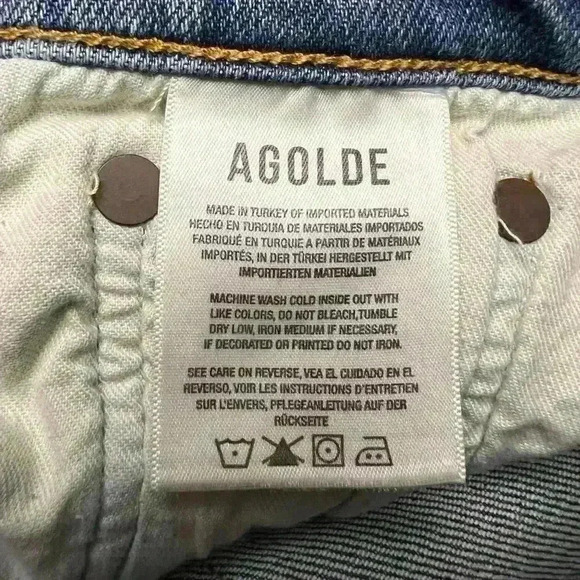 AGOLDE
MADE IN TURKEY OF IMPORTED MATERIALS
HECHO EN TURQUIA DE MATERIALES IMPORTADOS
FABRIQUÉ EN TURQUIE A PARTIR DE MATÉRIAUX
IMPORTÉS, IN DER TÜRKEI HERGESTELLT MIT
IMPORTIERTEN MATERIALIEN
MACHINE WASH COLD INSIDE OUT WITH
LIKE COLORS, DO NOT BLEACH,TUMBLE
DRY LOW, IRON MEDIUM IF NECESSARY,
IF DECORATED OR PRINTED DO NOT IRON.
SEE CARE ON REVERSE, VEA EL CUIDADO EN EL
REVERSO, VOIR LES INSTRUCTIONS D'ENTRETIEN
SUR L'ENVERS, PFLEGEANLEITUNG AUF DER
RÜCKSEITE